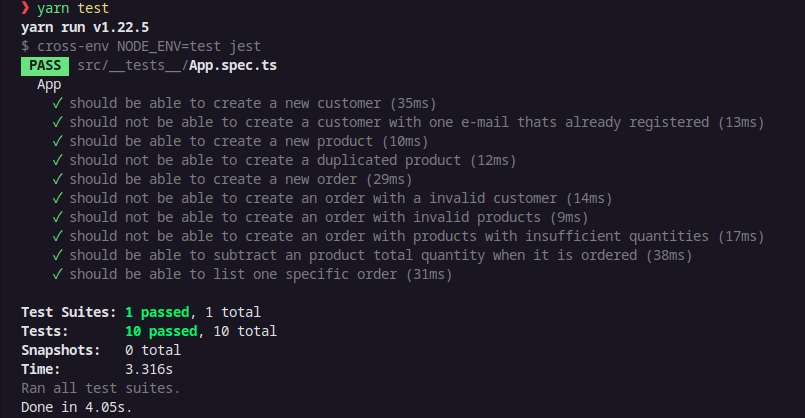 ❯ yarn test
yarn run v1.22.5
$ cross-env NODE_ENV=test jest
PASS src/__tests__/App.spec.ts
App
✓ should be able to create a new customer (35ms)
✓ should not be able to create a customer with one e-mail thats already registered (13ms)
✓ should be able to create a new product (10ms)
✓ should not be able to create a duplicated product (12ms)
✓ should be able to create a new order (29ms)
✓ should not be able to create an order with a invalid customer (14ms)
✓ should not be able to create an order with invalid products (9ms)
✓ should not be able to create an order with products with insufficient quantities (17ms)
✓ should be able to subtract an product total quantity when it is ordered (38ms)
✓ should be able to list one specific order (31ms)
Test Suites: 1 passed, 1 total
Tests: 10 passed, 10 total
Snapshots: 0 total
Time: 3.316s
Ran all test suites.
Done in 4.05s.